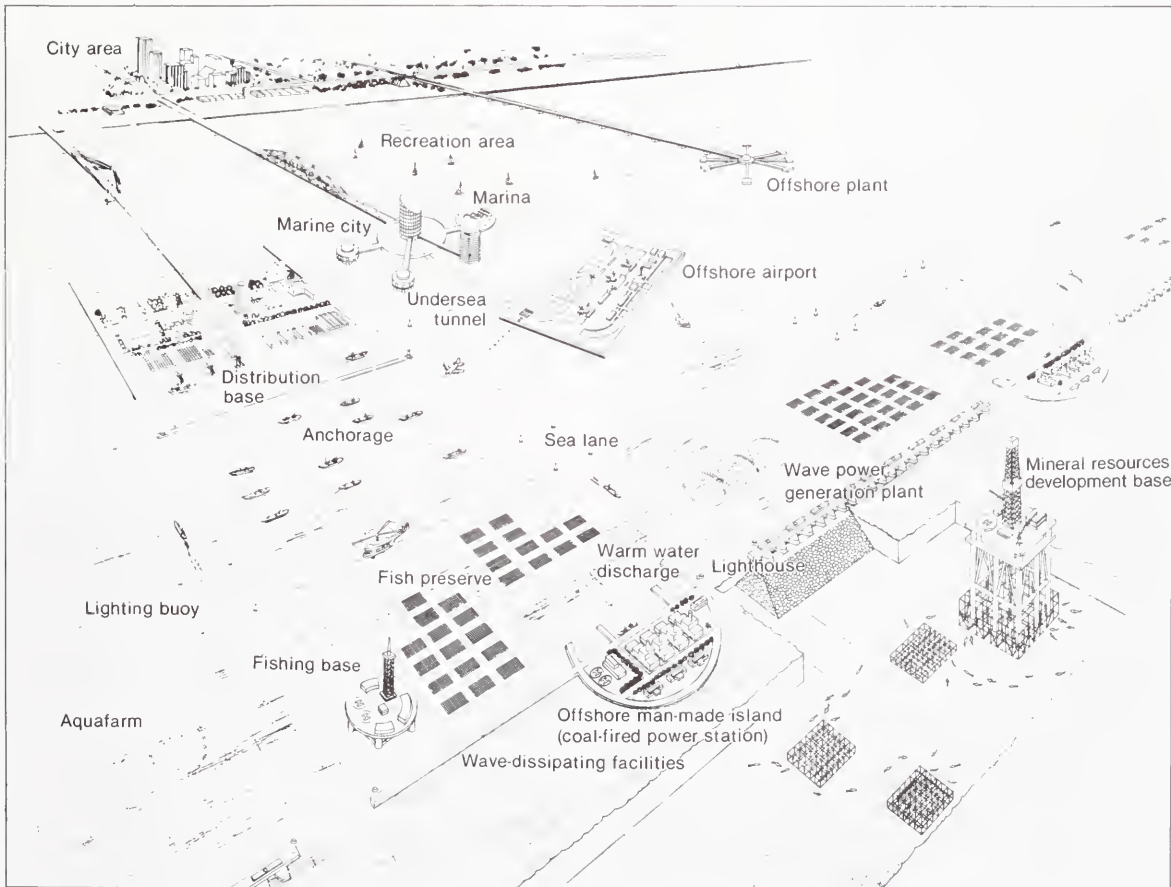 City area
Recreation area
Marina
Offshore plant
Marine city
Offshore airport
Undersea
tunnel
Distribution
base
Anchorage
Sea lane
Wave power
generation plant
Mineral resources
development base
Warm water
discharge
Lighthouse
Fish preserve
Lighting buoy
Fishing base
Aquafarm
Offshore man-made island
(coal-fired power station)
Wave-dissipating facilities